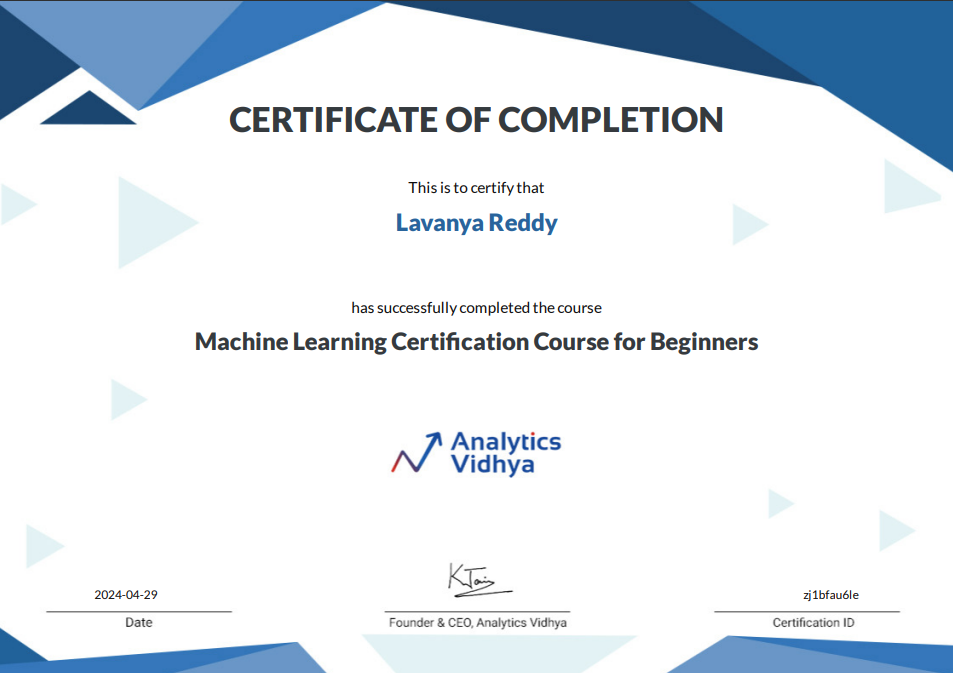 CERTIFICATE OF COMPLETION
This is to certify that
Lavanya Reddy
has successfully completed the course
Machine Learning Certification Course for Beginners
Analytics
Vidhya
K Jain
2024-04-29
Date
Founder & CEO, Analytics Vidhya
zj1bfau6le
Certification ID